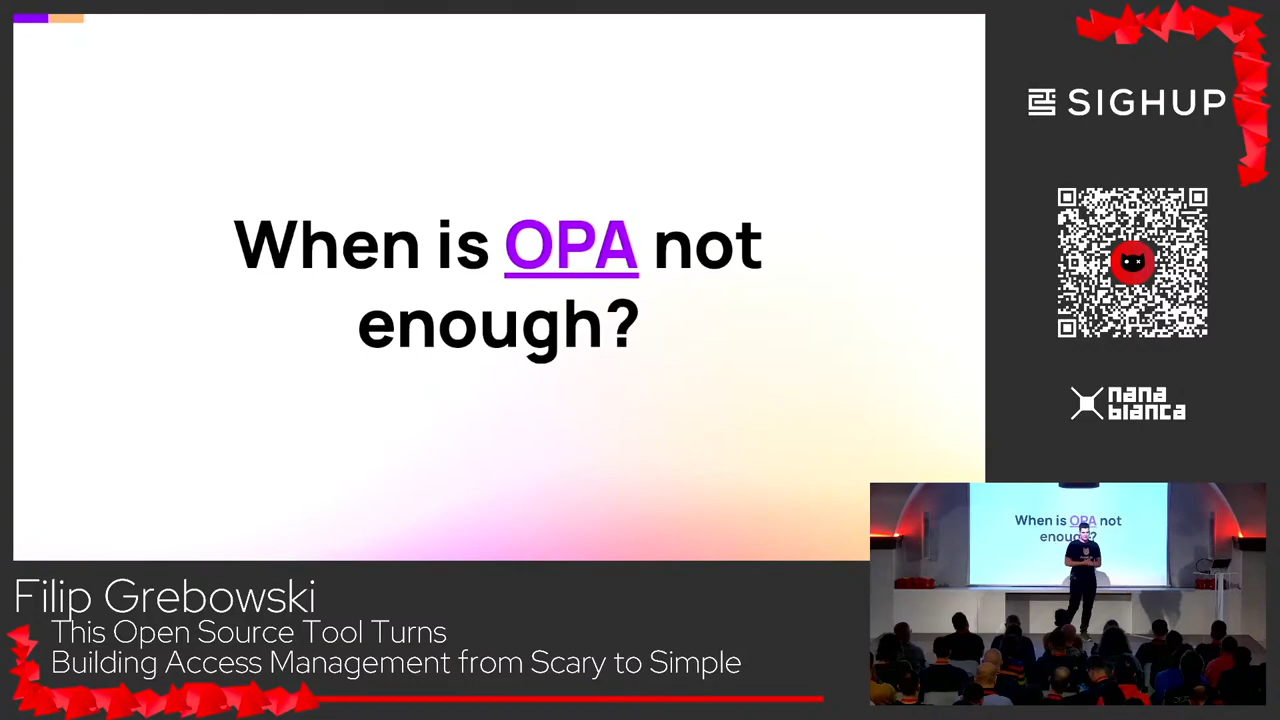 When is OPA not
enough?
SIGHUP
nana
bianca
When is OPA not
enough?
Filip Grebowski
This Open Source Tool Turns
Building Access Management from Scary to Simple